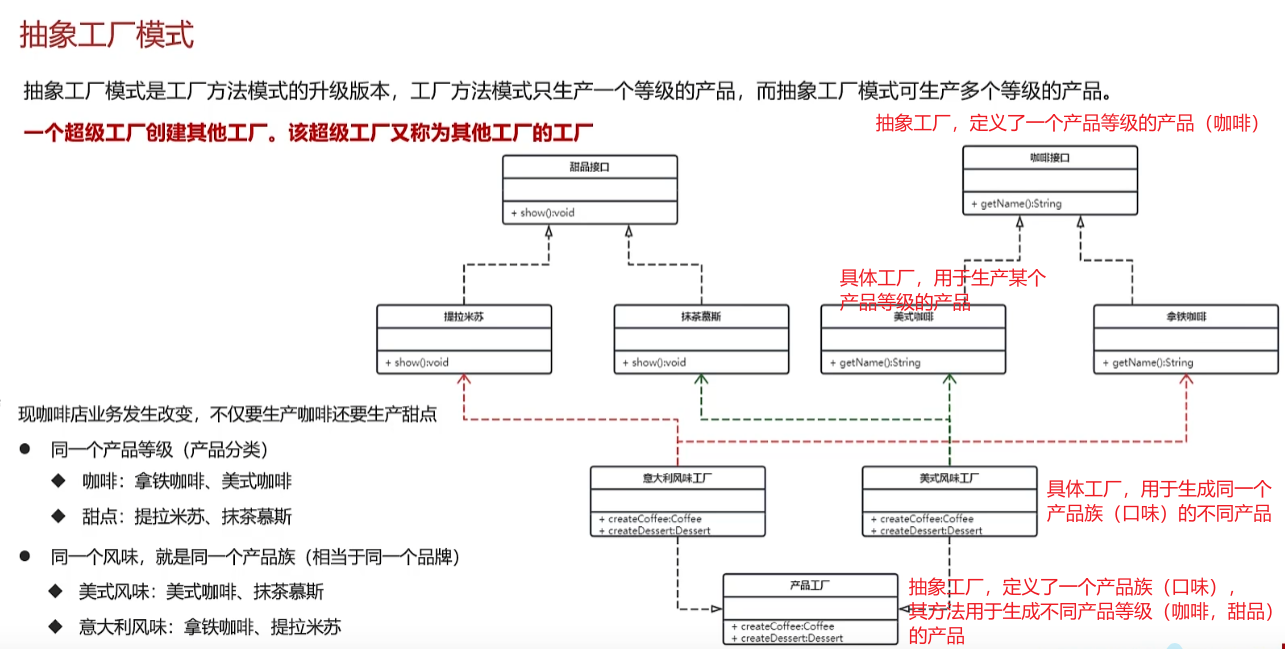 抽象工厂模式
抽象工厂模式是工厂方法模式的升级版本，工厂方法模式只生产一个等级的产品，而抽象工厂模式可生产多个等级的产品。
一个超级工厂创建其他工厂。该超级工厂又称为其他工厂的工厂
抽象工厂，定义了一个产品等级的产品（咖啡）
甜品接口
+ show():void
咖啡接口
+ getName():String
具体工厂，用于生产某个
产品等级的产品
提拉米苏
+ show():void
抹茶慕斯
+ show():void
美式咖啡
+ getName():String
拿铁咖啡
+ getName():String
现咖啡店业务发生改变，不仅要生产咖啡还要生产甜点
同一个产品等级（产品分类）
咖啡：拿铁咖啡、美式咖啡
甜点：提拉米苏、抹茶慕斯
同一个风味，就是同一个产品族（相当于同一个品牌）
美式风味：美式咖啡、抹茶慕斯
意大利风味：拿铁咖啡、提拉米苏
意大利风味工厂
+ createCoffee:Coffee
+ createDessert:Dessert
美式风味工厂
+ createCoffee:Coffee
+ createDessert:Dessert
具体工厂，用于生成同一个
产品族（口味）的不同产品
产品工厂
+ createCoffee:Coffee
+ createDessert:Dessert
抽象工厂，定义了一个产品族（口味），
其方法用于生成不同产品等级（咖啡，甜品）
的产品